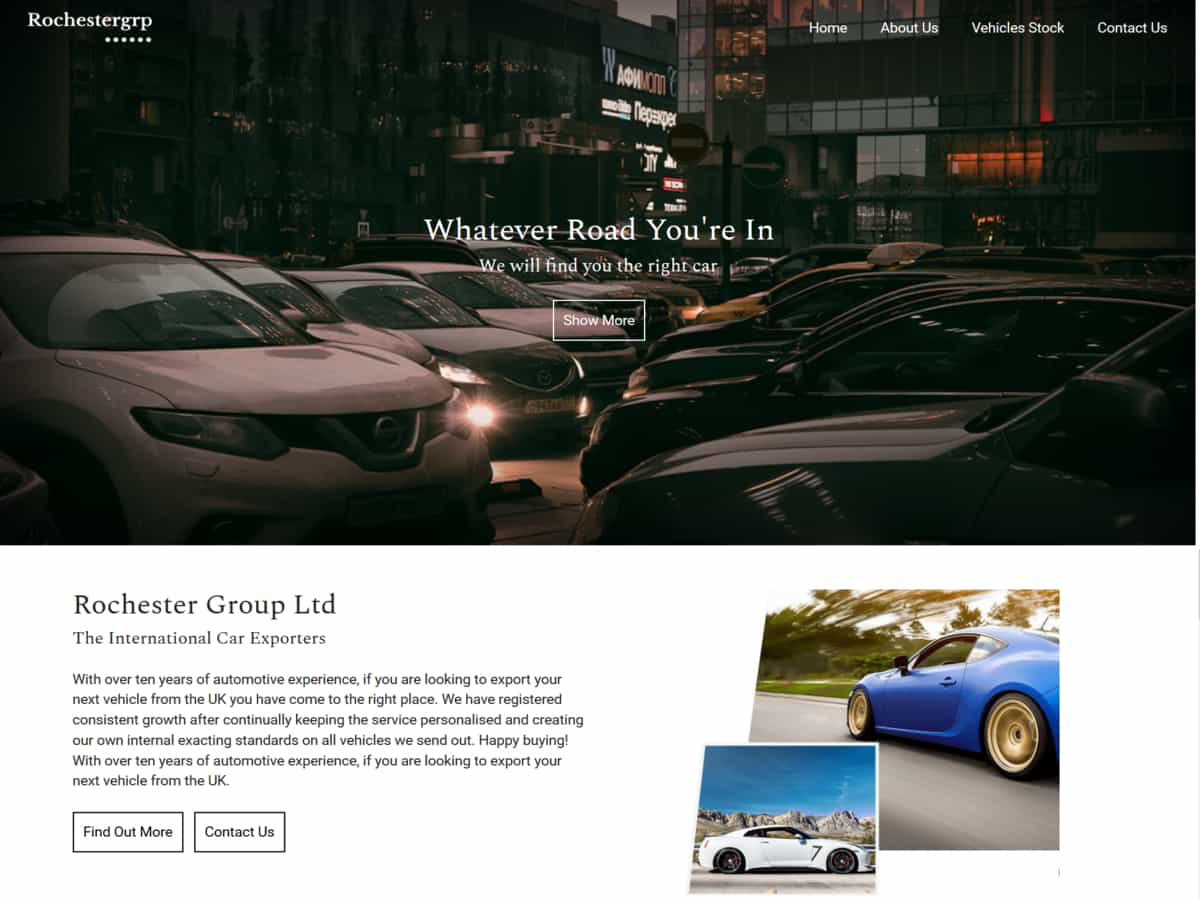 Rochestergrp
Home About Us Vehicles Stock Contact Us
АФИМОЛЛ
Whatever Road You're In
We will find you the right car
Show More
Rochester Group Ltd
The International Car Exporters
With over ten years of automotive experience, if you are looking to export your
next vehicle from the UK you have come to the right place. We have registered
consistent growth after continually keeping the service personalised and creating
our own internal exacting standards on all vehicles we send out. Happy buying!
With over ten years of automotive experience, if you are looking to export your
next vehicle from the UK.
Find Out More Contact Us